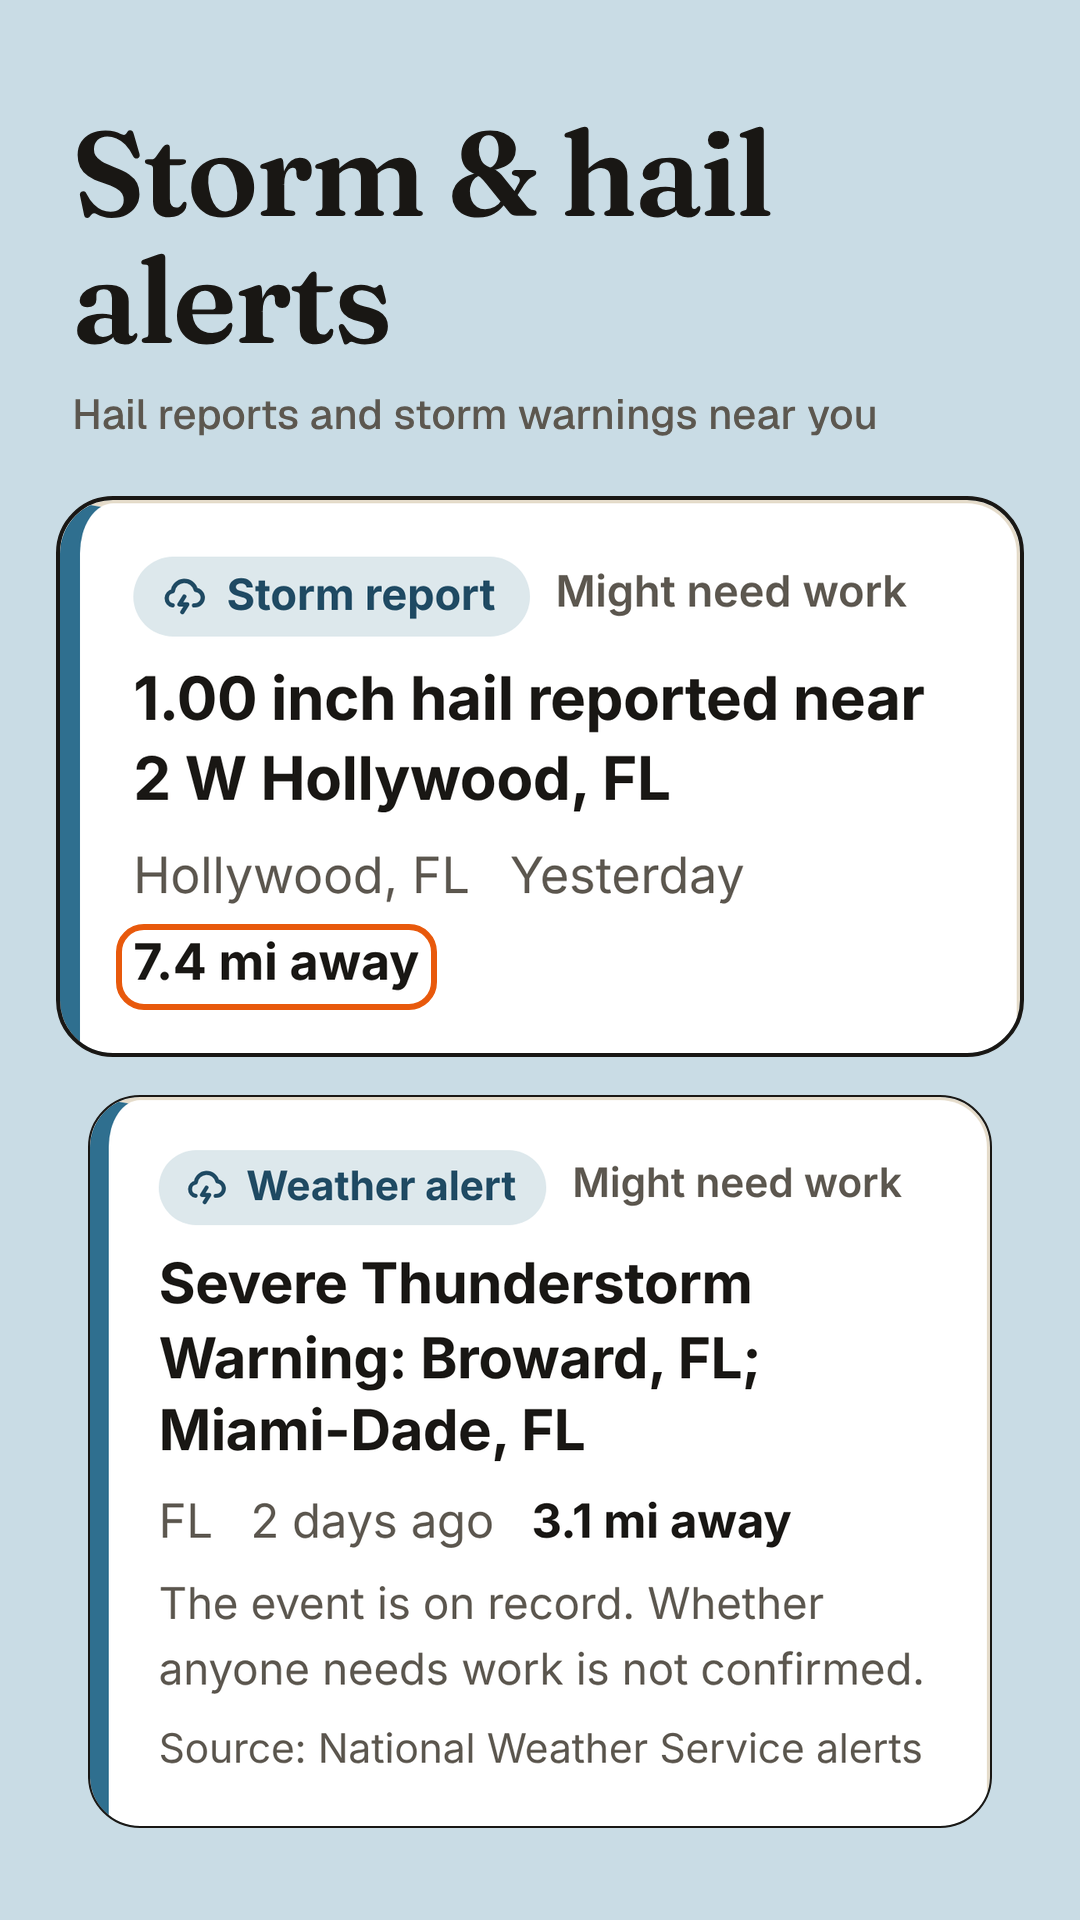 Storm & hail
alerts
Hail reports and storm warnings near you
Storm report Might need work
1.00 inch hail reported near
2 W Hollywood, FL
Hollywood, FL Yesterday
7.4 mi away
Weather alert Might need work
Severe Thunderstorm
Warning: Broward, FL;
Miami-Dade, FL
FL 2 days ago 3.1 mi away
The event is on record. Whether
anyone needs work is not confirmed.
Source: National Weather Service alerts